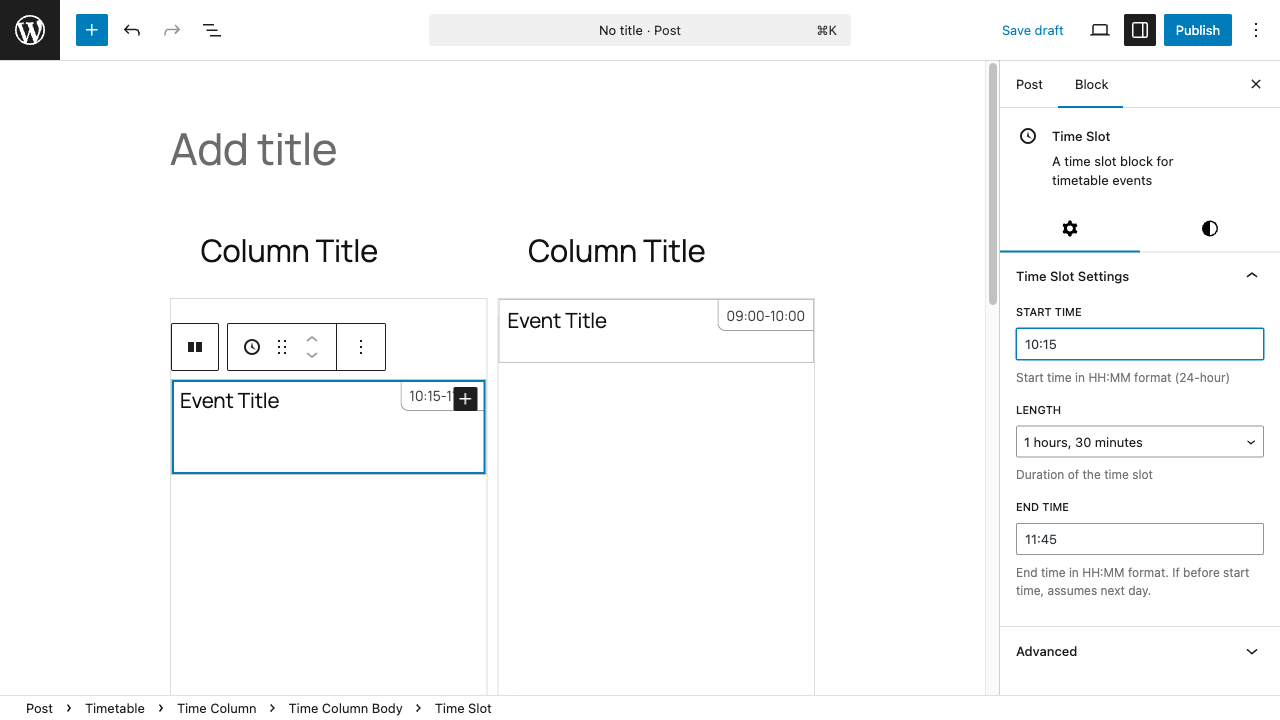 No title · Post
⌘K
Save draft
Publish
Add title
Column Title
Column Title
Event Title
10:15-1
Event Title
09:00-10:00
Post
Block
Time Slot
A time slot block for
timetable events
Time Slot Settings
START TIME
10:15
Start time in HH:MM format (24-hour)
LENGTH
1 hours, 30 minutes
Duration of the time slot
END TIME
11:45
End time in HH:MM format. If before start
time, assumes next day.
Advanced
Post › Timetable › Time Column › Time Column Body › Time Slot